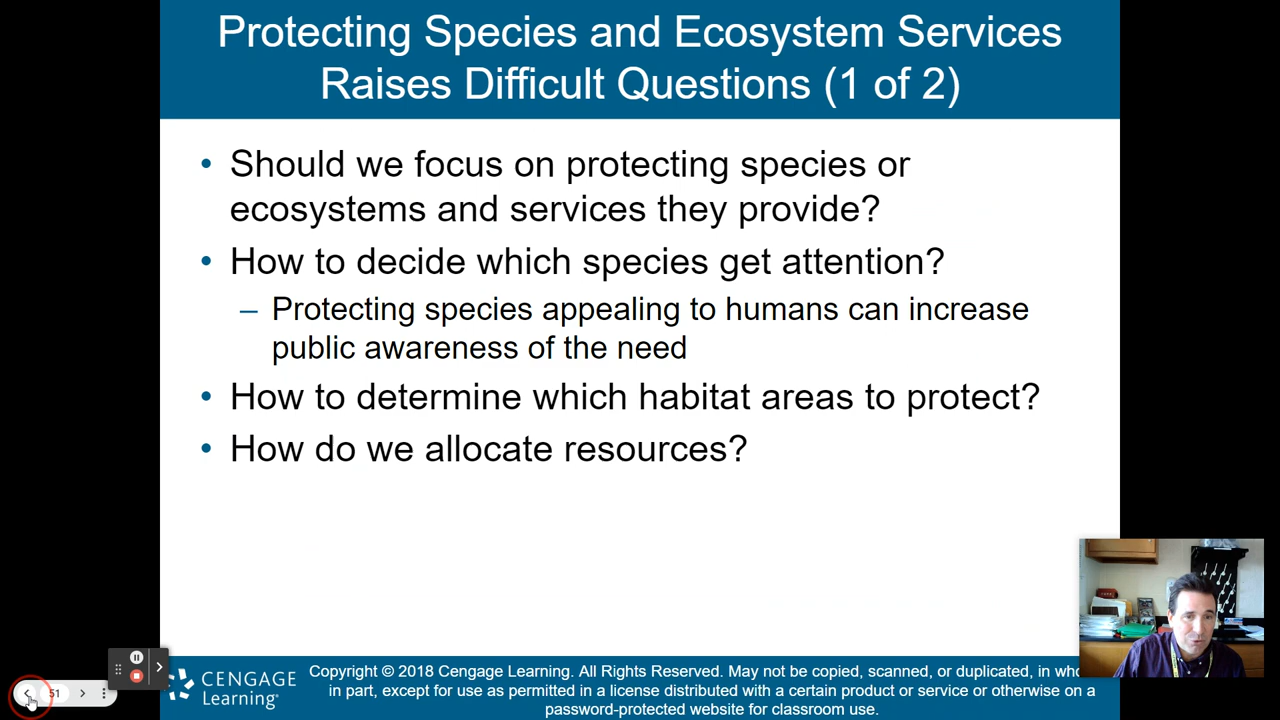 Protecting Species and Ecosystem Services
Raises Difficult Questions (1 of 2)
• Should we focus on protecting species or
ecosystems and services they provide?
• How to decide which species get attention?
– Protecting species appealing to humans can increase
public awareness of the need
• How to determine which habitat areas to protect?
• How do we allocate resources?
51
CENGAGE
Learning®
Copyright © 2018 Cengage Learning. All Rights Reserved. May not be copied, scanned, or duplicated, in
in part, except for use as permitted in a license distributed with a certain product or service or otherwise on a
password-protected website for classroom use.